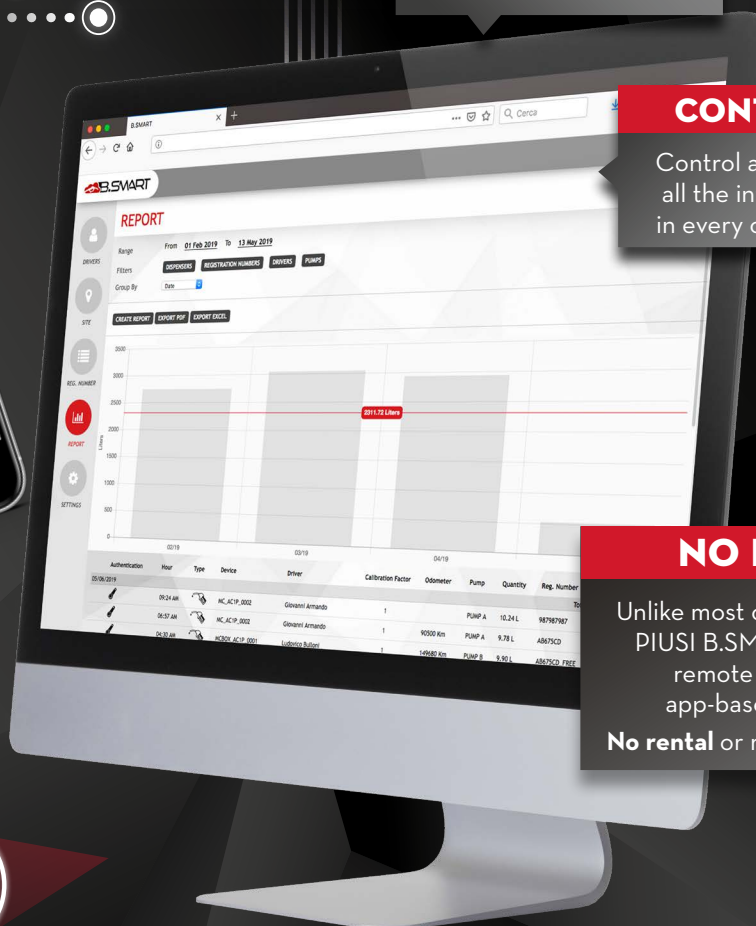 B.SMART
Cerca
B.SMART
REPORT
Range From 01 Feb 2019 To 13 May 2019
Filters DISPENSERS REGISTRATION NUMBERS DRIVERS PUMPS
Group By Date
CREATE REPORT EXPORT PDF EXPORT EXCEL
DRIVERS
SITE
REG. NUMBER
REPORT
SETTINGS
3500
3000
2500
2000
1500
1000
500
0
Liters
2311.72 Liters
02/19 03/19 04/19
Authentication Hour Type Device Driver Calibration Factor Odometer Pump Quantity Reg. Number
05/06/2019
09:24 AM MC_AC1P_0002 Giovanni Armando 1 PUMP A 10.24 L 987987987
06:57 AM MC_AC1P_0002 Giovanni Armando 1 90500 Km PUMP A 9.78 L AB675CD
04:30 AM MCBOX_AC1P_0001 Ludovico Bulloni 1 149680 Km PUMP B 9.90 L AB675CD_FREE
CONT
Control a
all the in
in every c
NO
Unlike most c
PIUSI B.SM
remote
app-base
No rental or